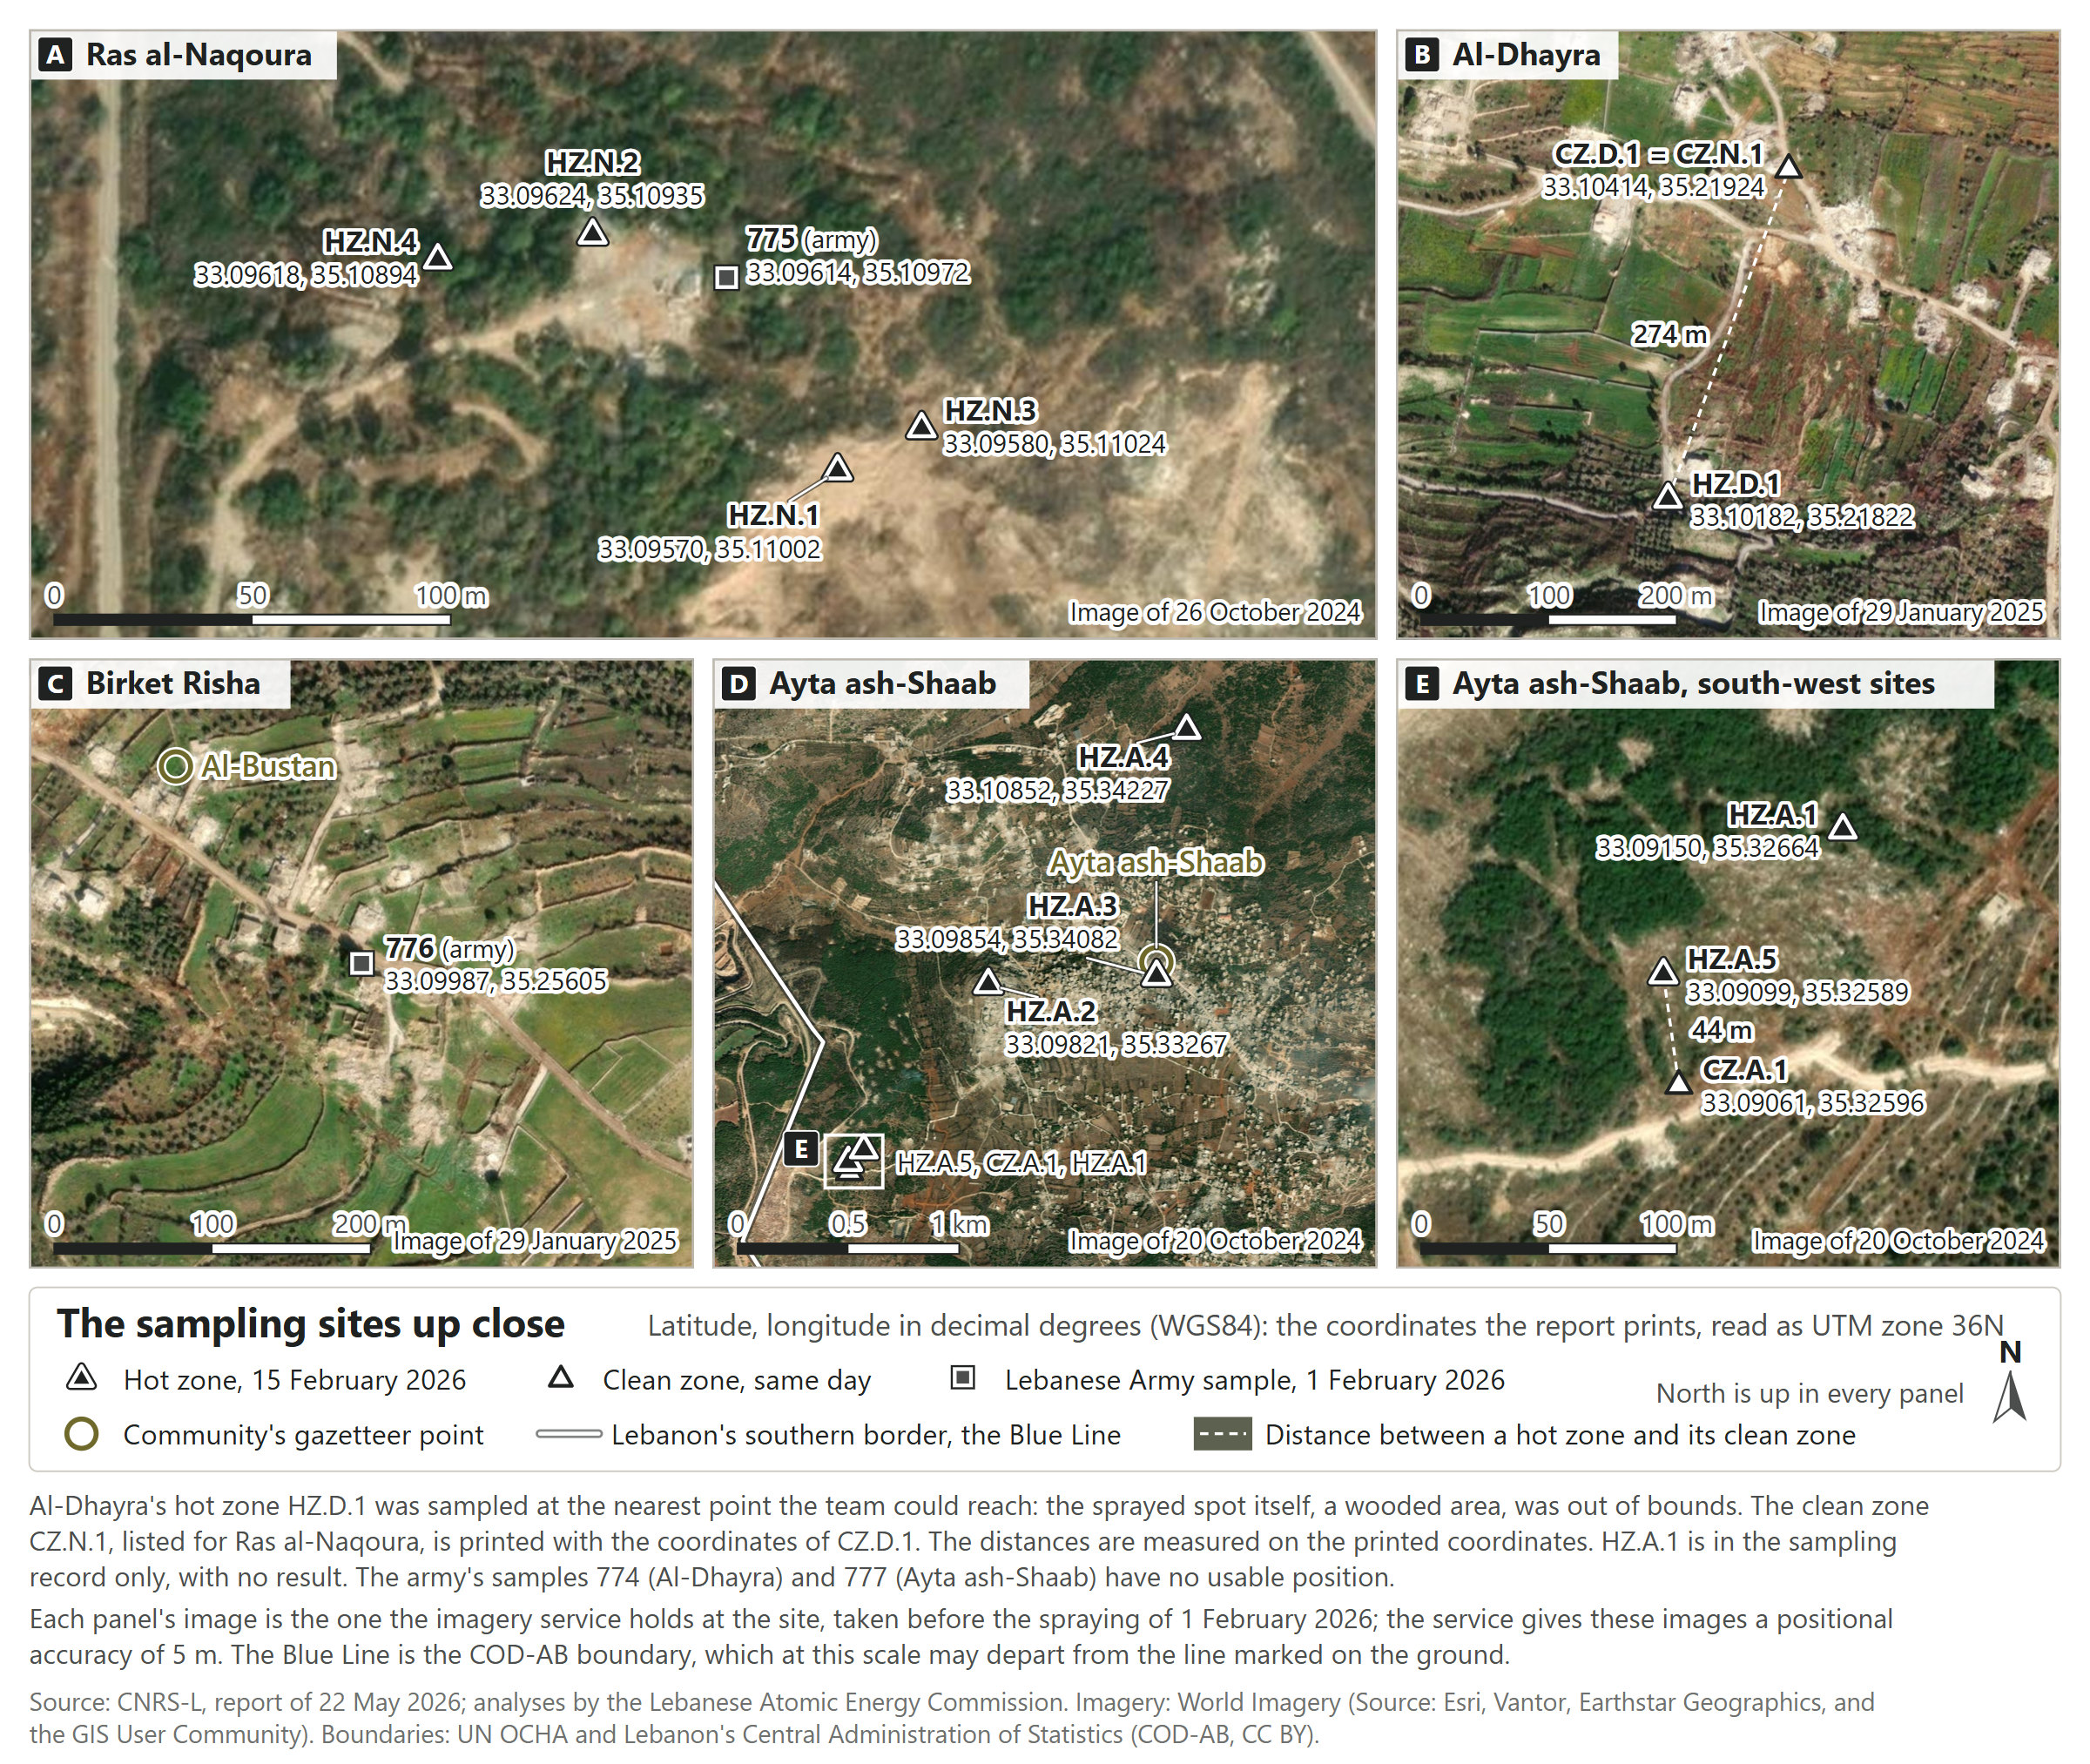 A Ras al-Naqoura
HZ.N.2
33.09624, 35.10935
HZ.N.4
33.09618, 35.10894
775 (army)
33.09614, 35.10972
HZ.N.3
33.09580, 35.11024
HZ.N.1
33.09570, 35.11002
0 50 100 m
Image of 26 October 2024
B Al-Dhayra
CZ.D.1 = CZ.N.1
33.10414, 35.21924
274 m
HZ.D.1
33.10182, 35.21822
0 100 200 m
Image of 29 January 2025
C Birket Risha
Al-Bustan
776 (army)
33.09987, 35.25605
0 100 200 m
Image of 29 January 2025
D Ayta ash-Shaab
HZ.A.4
33.10852, 35.34227
Ayta ash-Shaab
HZ.A.3
33.09854, 35.34082
HZ.A.2
33.09821, 35.33267
E
HZ.A.5, CZ.A.1, HZ.A.1
0 0.5 1 km
Image of 20 October 2024
E Ayta ash-Shaab, south-west sites
HZ.A.1
33.09150, 35.32664
HZ.A.5
33.09099, 35.32589
44 m
CZ.A.1
33.09061, 35.32596
0 50 100 m
Image of 20 October 2024
The sampling sites up close
Latitude, longitude in decimal degrees (WGS84): the coordinates the report prints, read as UTM zone 36N
Hot zone, 15 February 2026
Clean zone, same day
Lebanese Army sample, 1 February 2026
North is up in every panel
N
Community's gazetteer point
Lebanon's southern border, the Blue Line
Distance between a hot zone and its clean zone
Al-Dhayra's hot zone HZ.D.1 was sampled at the nearest point the team could reach: the sprayed spot itself, a wooded area, was out of bounds. The clean zone
CZ.N.1, listed for Ras al-Naqoura, is printed with the coordinates of CZ.D.1. The distances are measured on the printed coordinates. HZ.A.1 is in the sampling
record only, with no result. The army's samples 774 (Al-Dhayra) and 777 (Ayta ash-Shaab) have no usable position.
Each panel's image is the one the imagery service holds at the site, taken before the spraying of 1 February 2026; the service gives these images a positional
accuracy of 5 m. The Blue Line is the COD-AB boundary, which at this scale may depart from the line marked on the ground.
Source: CNRS-L, report of 22 May 2026; analyses by the Lebanese Atomic Energy Commission. Imagery: World Imagery (Source: Esri, Vantor, Earthstar Geographics, and
the GIS User Community). Boundaries: UN OCHA and Lebanon's Central Administration of Statistics (COD-AB, CC BY).